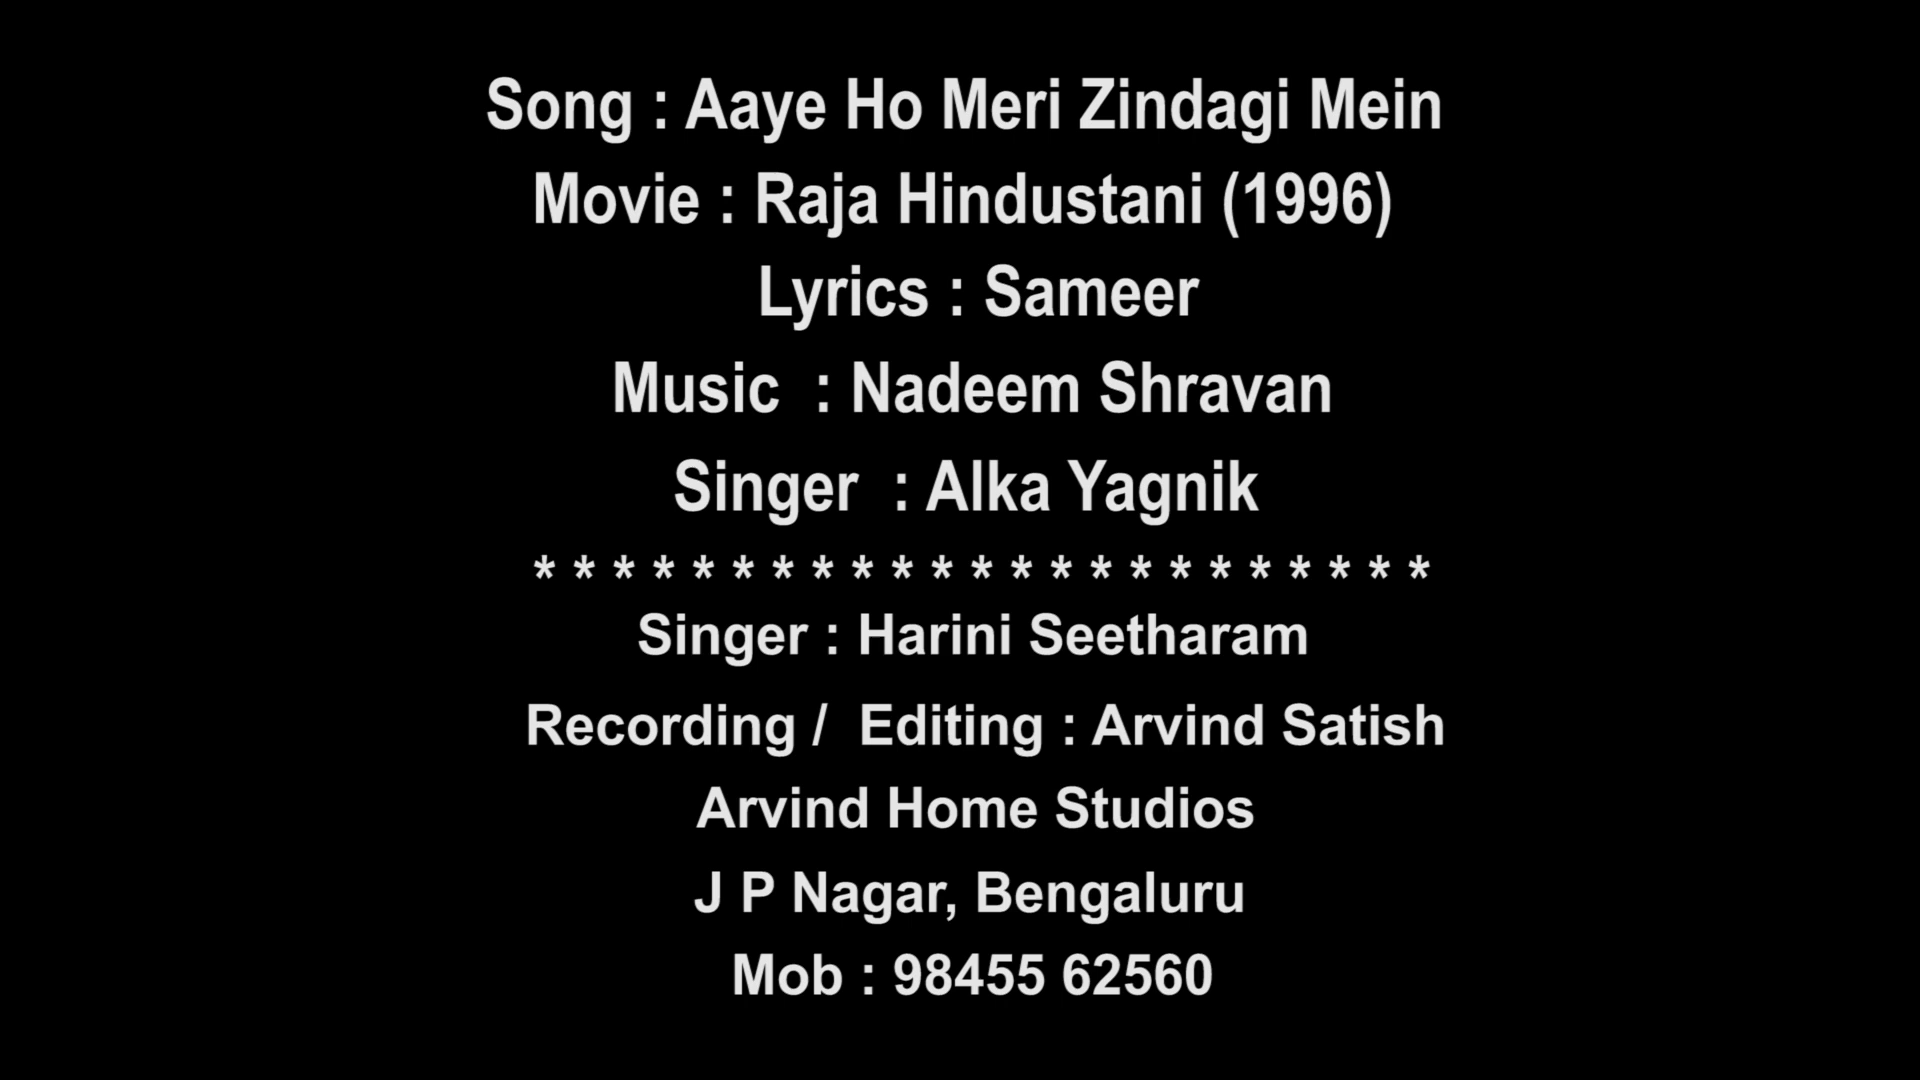 Song : Aaye Ho Meri Zindagi Mein
Movie : Raja Hindustani (1996)
Lyrics : Sameer
Music  : Nadeem Shravan
Singer  : Alka Yagnik
* * * * * * * * * * * * * * * * * * * * * * *
Singer : Harini Seetharam
Recording /  Editing : Arvind Satish
Arvind Home Studios
J P Nagar, Bengaluru
Mob : 98455 62560